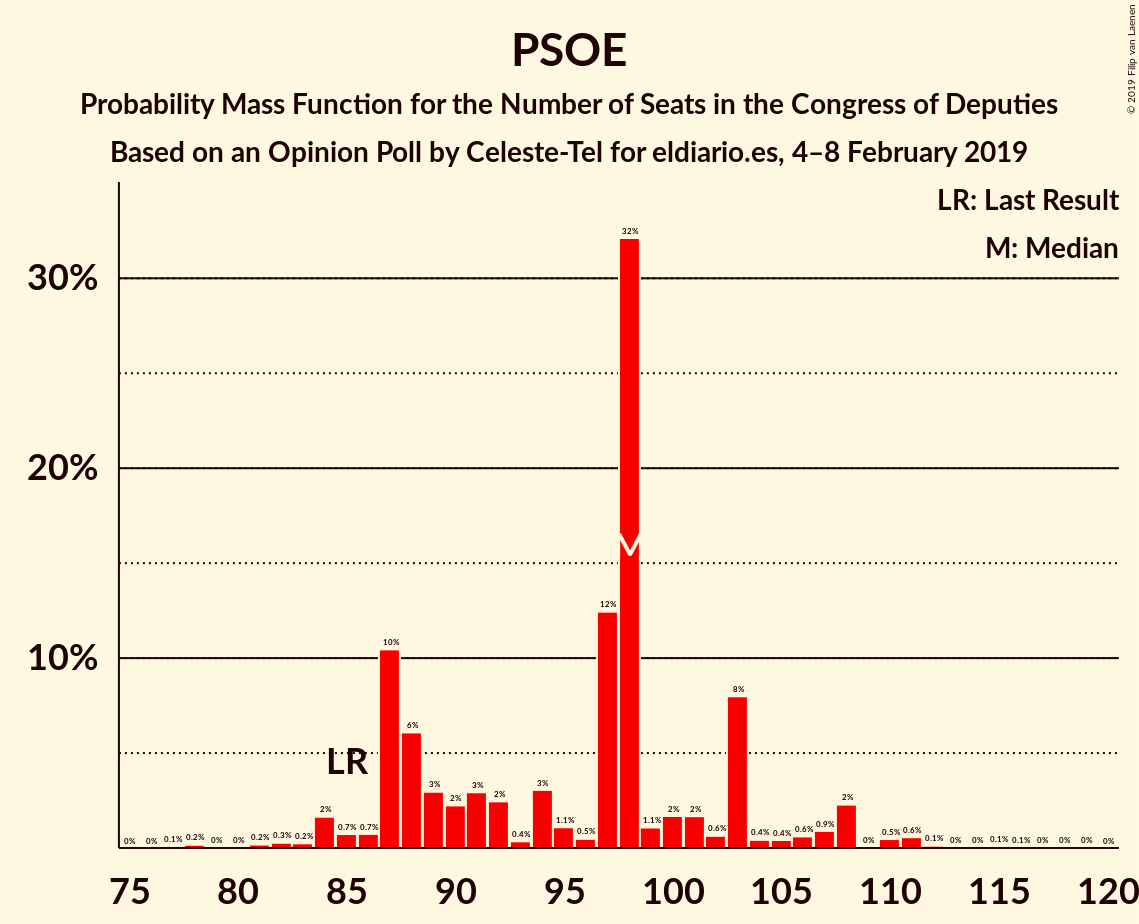 © 2019 Filip van Laenen
PSOE
Probability Mass Function for the Number of Seats in the Congress of Deputies
Based on an Opinion Poll by Celeste-Tel for eldiario.es, 4–8 February 2019
LR: Last Result
M: Median
30%
20%
10%
LR
0% 0% 0.1% 0.2% 0% 0% 0.2% 0.3% 0.2% 2% 0.7% 0.7% 10% 6% 3% 2% 3% 2% 0.4% 3% 1.1% 0.5% 12% 32% 1.1% 2% 2% 0.6% 8% 0.4% 0.4% 0.6% 0.9% 2% 0% 0.5% 0.6% 0.1% 0% 0% 0.1% 0.1% 0% 0% 0% 0%
75 80 85 90 95 100 105 110 115 120